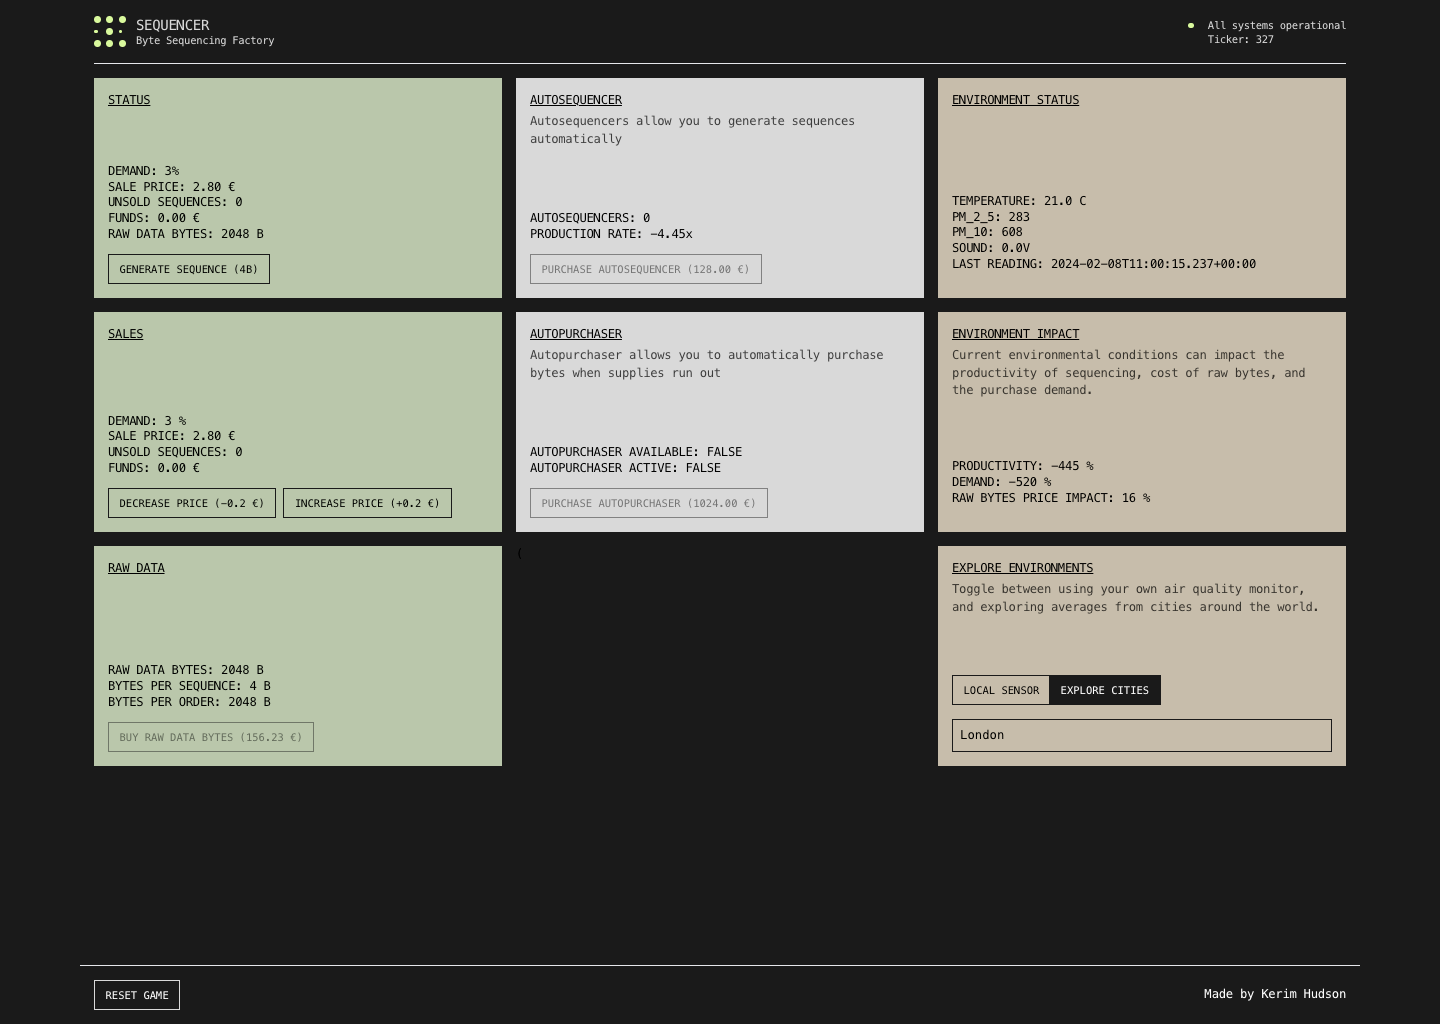 SEQUENCER
Byte Sequencing Factory
All systems operational
Ticker: 327
STATUS
DEMAND: 3%
SALE PRICE: 2.80 €
UNSOLD SEQUENCES: 0
FUNDS: 0.00 €
RAW DATA BYTES: 2048 B
GENERATE SEQUENCE (4B)
AUTOSEQUENCER
Autosequencers allow you to generate sequences
automatically
AUTOSEQUENCERS: 0
PRODUCTION RATE: -4.45x
PURCHASE AUTOSEQUENCER (128.00 €)
ENVIRONMENT STATUS
TEMPERATURE: 21.0 C
PM_2_5: 283
PM_10: 608
SOUND: 0.0V
LAST READING: 2024-02-08T11:00:15.237+00:00
SALES
DEMAND: 3 %
SALE PRICE: 2.80 €
UNSOLD SEQUENCES: 0
FUNDS: 0.00 €
DECREASE PRICE (-0.2 €)
INCREASE PRICE (+0.2 €)
AUTOPURCHASER
Autopurchaser allows you to automatically purchase
bytes when supplies run out
AUTOPURCHASER AVAILABLE: FALSE
AUTOPURCHASER ACTIVE: FALSE
PURCHASE AUTOPURCHASER (1024.00 €)
ENVIRONMENT IMPACT
Current environmental conditions can impact the
productivity of sequencing, cost of raw bytes, and
the purchase demand.
PRODUCTIVITY: -445 %
DEMAND: -520 %
RAW BYTES PRICE IMPACT: 16 %
RAW DATA
RAW DATA BYTES: 2048 B
BYTES PER SEQUENCE: 4 B
BYTES PER ORDER: 2048 B
BUY RAW DATA BYTES (156.23 €)
(
EXPLORE ENVIRONMENTS
Toggle between using your own air quality monitor,
and exploring averages from cities around the world.
LOCAL SENSOR
EXPLORE CITIES
London
RESET GAME
Made by Kerim Hudson